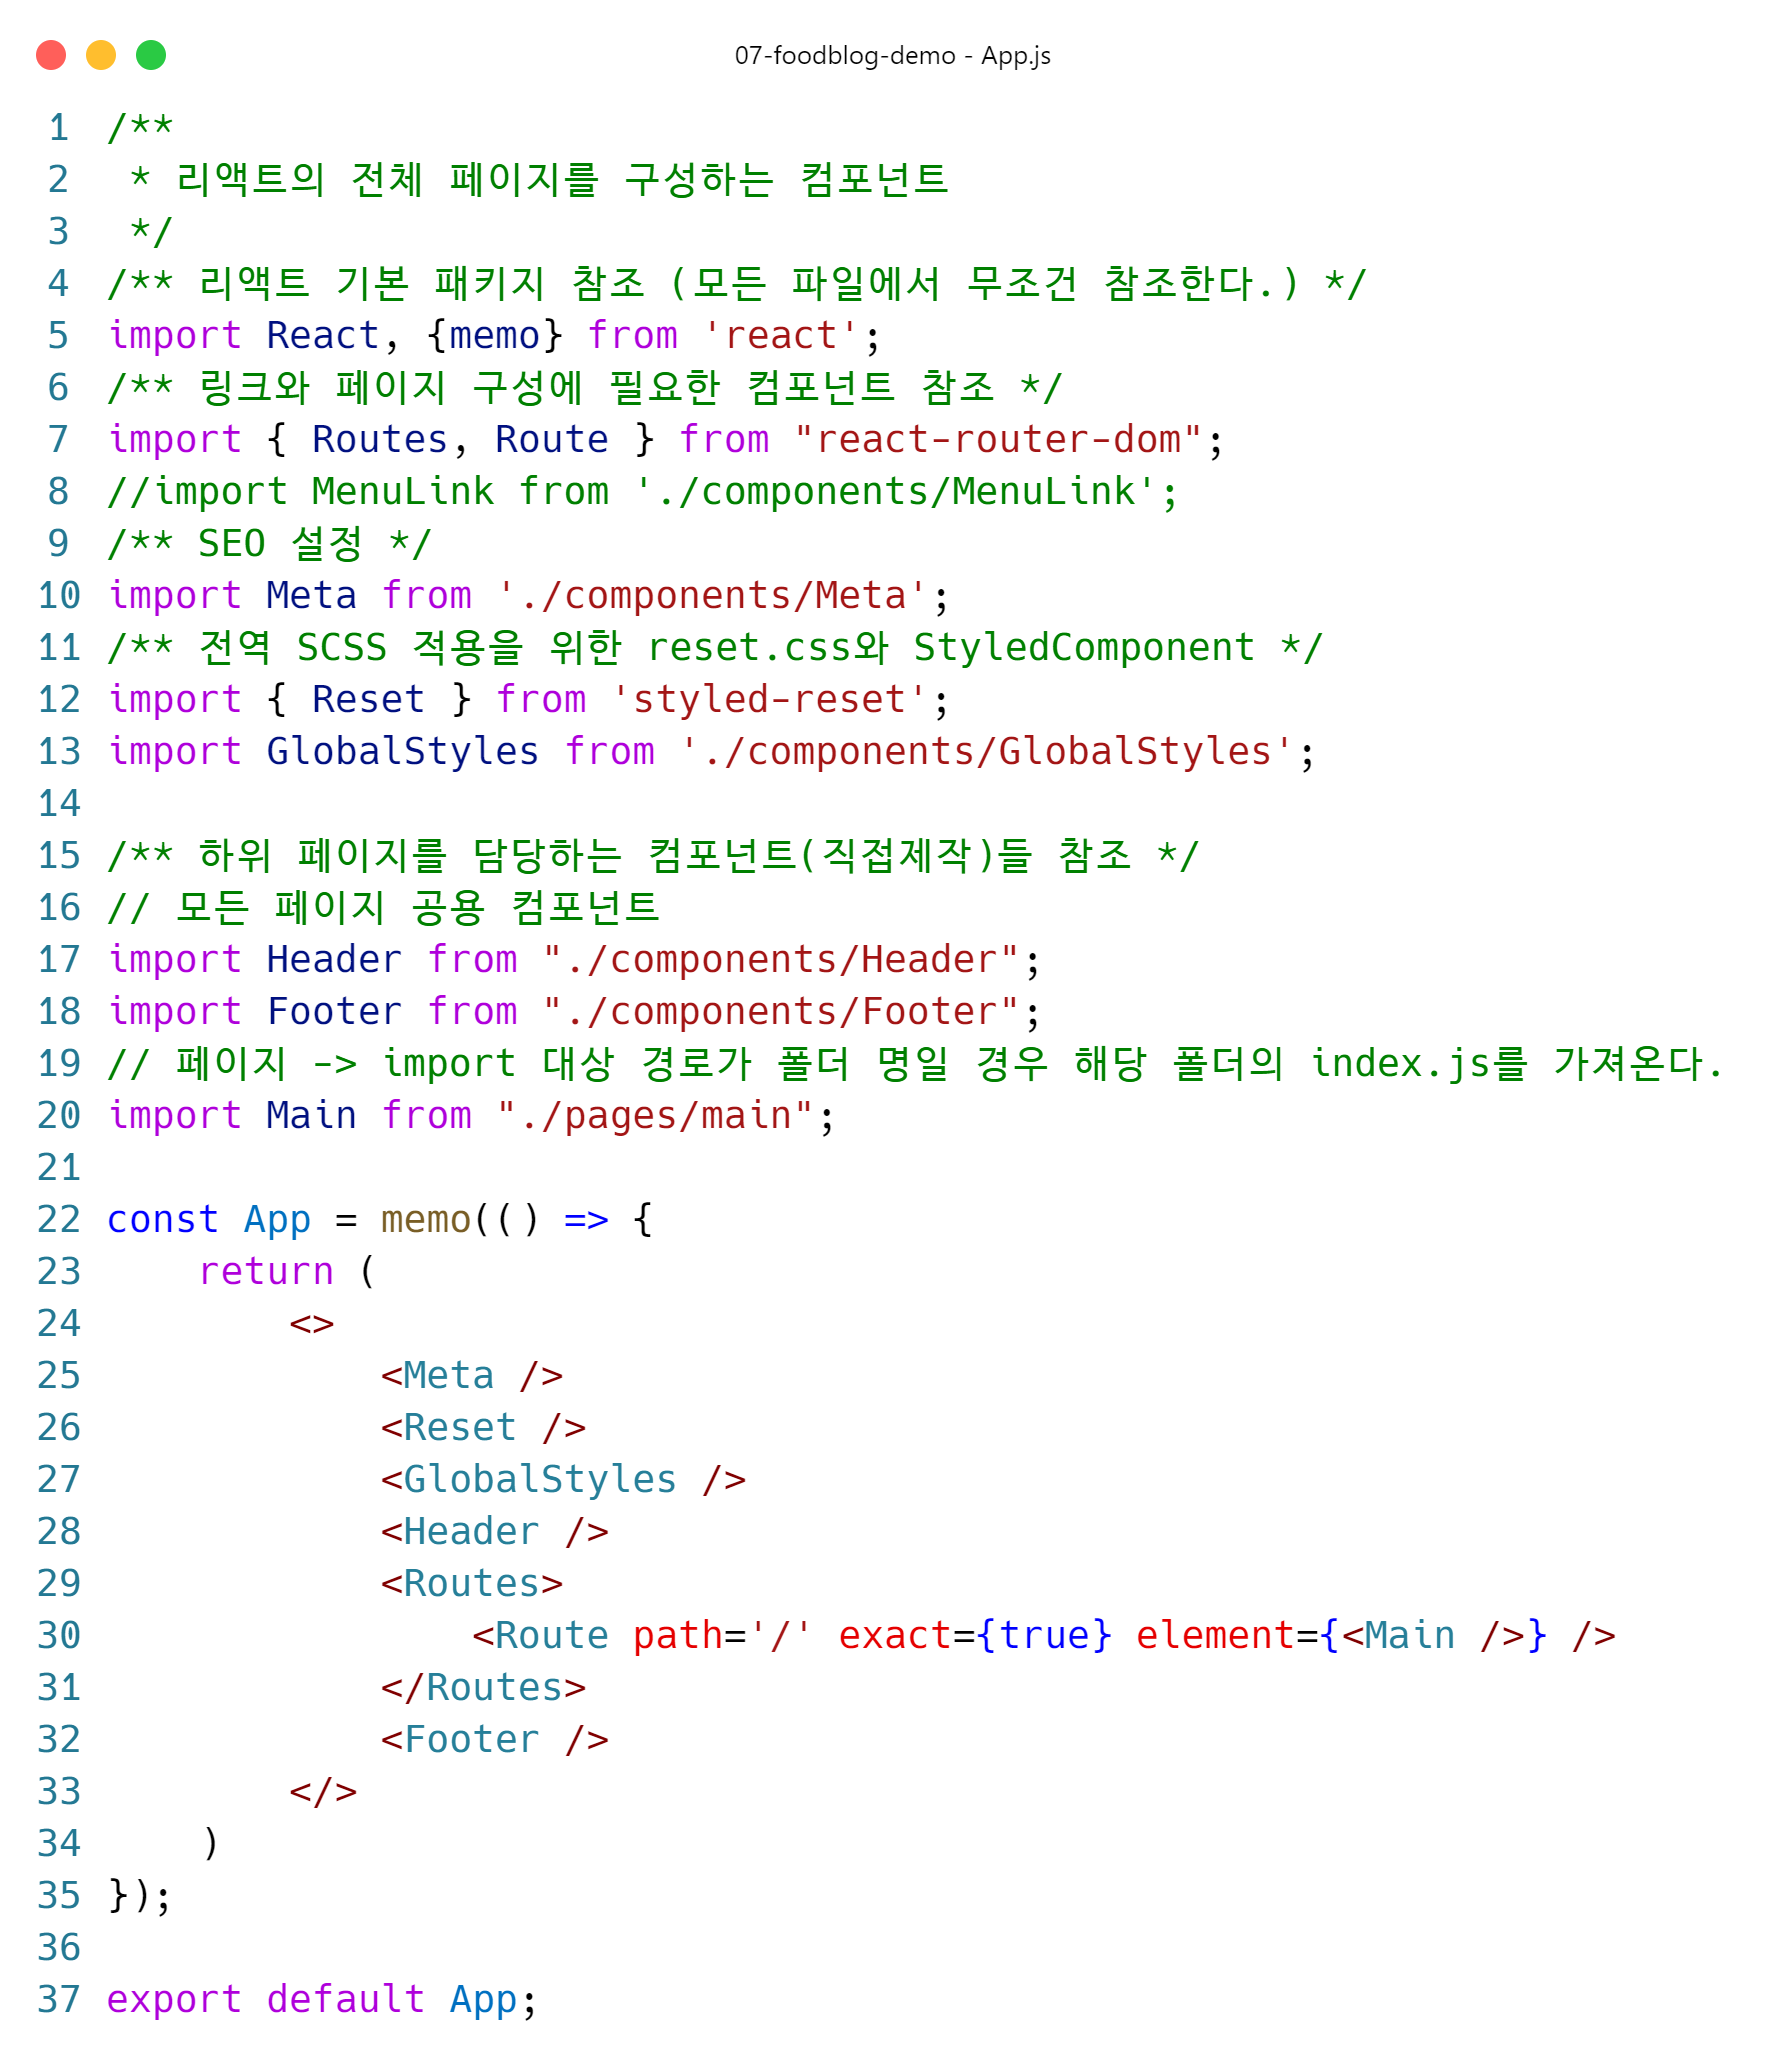 07-foodblog-demo - App.js
1 /**
2  * 리액트의 전체 페이지를 구성하는 컴포넌트
3  */
4 /** 리액트 기본 패키지 참조 (모든 파일에서 무조건 참조한다.) */
5 import React, {memo} from 'react';
6 /** 링크와 페이지 구성에 필요한 컴포넌트 참조 */
7 import { Routes, Route } from "react-router-dom";
8 //import MenuLink from './components/MenuLink';
9 /** SEO 설정 */
10 import Meta from './components/Meta';
11 /** 전역 SCSS 적용을 위한 reset.css와 StyledComponent */
12 import { Reset } from 'styled-reset';
13 import GlobalStyles from './components/GlobalStyles';
14
15 /** 하위 페이지를 담당하는 컴포넌트(직접제작)들 참조 */
16 // 모든 페이지 공용 컴포넌트
17 import Header from "./components/Header";
18 import Footer from "./components/Footer";
19 // 페이지 -> import 대상 경로가 폴더 명일 경우 해당 폴더의 index.js를 가져온다.
20 import Main from "./pages/main";
21
22 const App = memo(() => {
23     return (
24         <>
25             <Meta />
26             <Reset />
27             <GlobalStyles />
28             <Header />
29             <Routes>
30                 <Route path='/' exact={true} element={<Main />} />
31             </Routes>
32             <Footer />
33         </>
34     )
35 });
36
37 export default App;